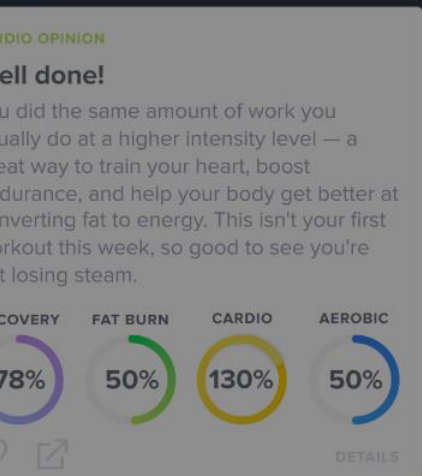 RDIO OPINION
ell done!
u did the same amount of work you
ually do at a higher intensity level — a
eat way to train your heart, boost
durance, and help your body get better at
nverting fat to energy. This isn't your first
orkout this week, so good to see you're
t losing steam.
COVERY FAT BURN CARDIO AEROBIC
78% 50% 130% 50%
DETAILS